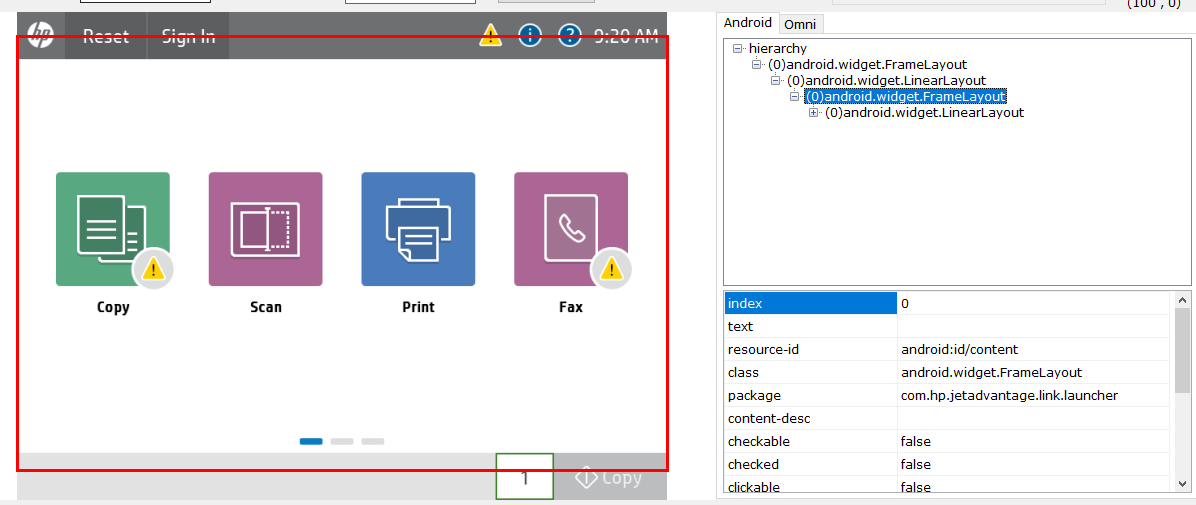 (100 , 0)
hp Reset Sign In 9:20 AM
Copy Scan Print Fax
1 Copy
Android Omni
hierarchy
(0)android.widget.FrameLayout
(0)android.widget.LinearLayout
(0)android.widget.FrameLayout
(0)android.widget.LinearLayout
index 0
text
resource-id android:id/content
class android.widget.FrameLayout
package com.hp.jetadvantage.link.launcher
content-desc
checkable false
checked false
clickable false